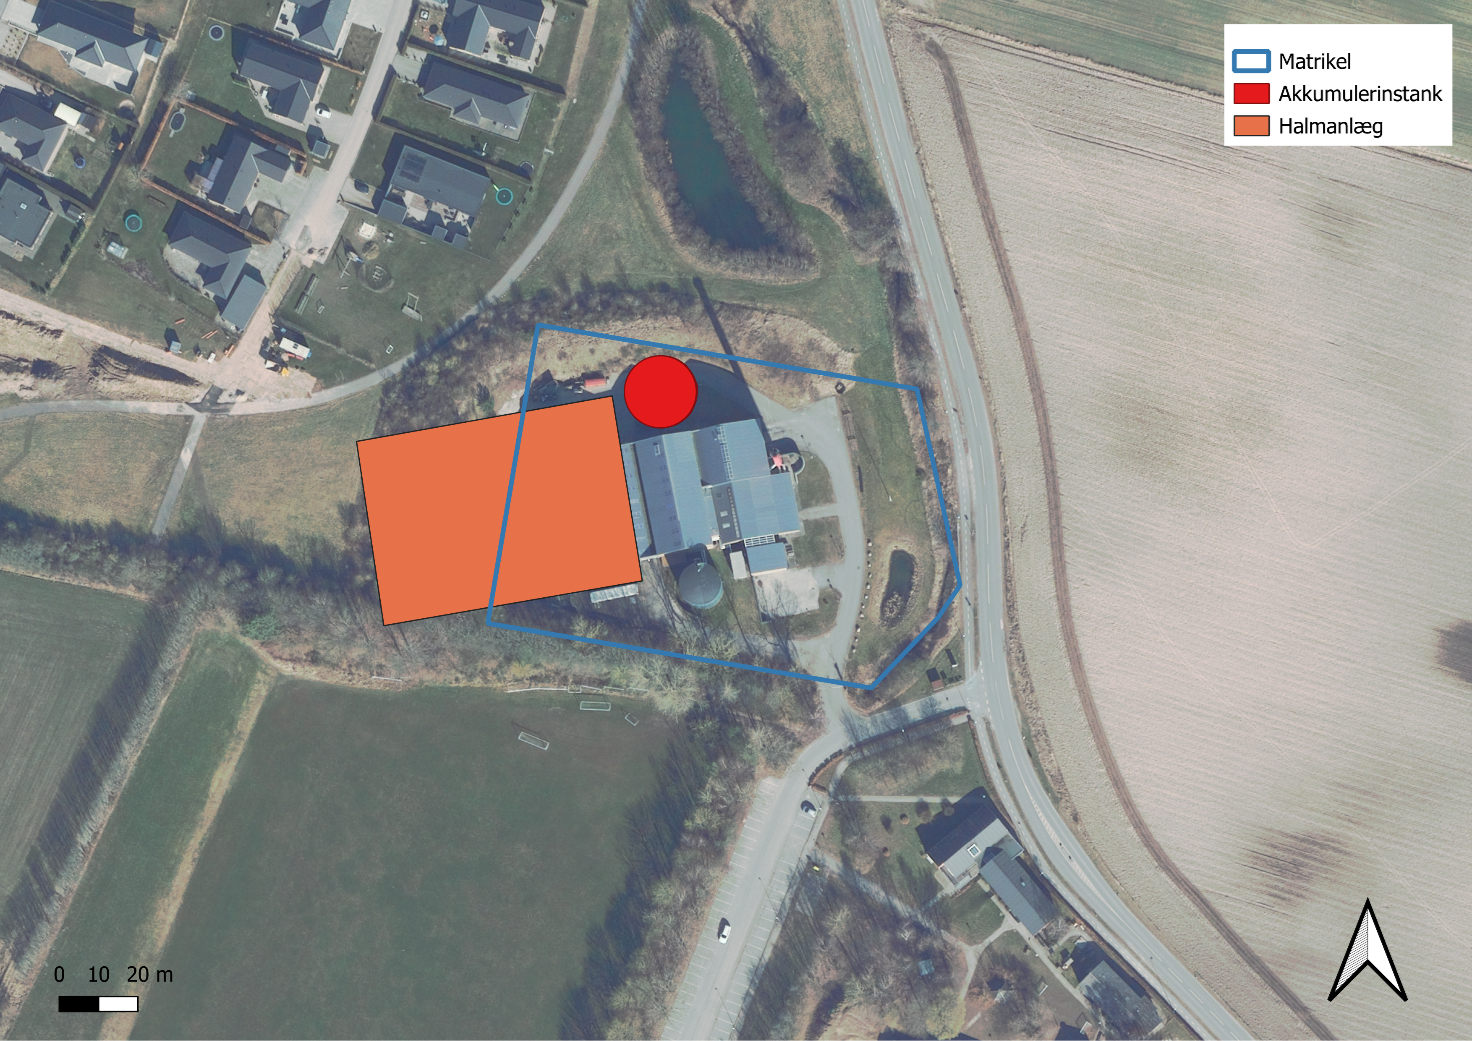 Matrikel
Akkumulerinstank
Halmanlæg
0 10 20 m